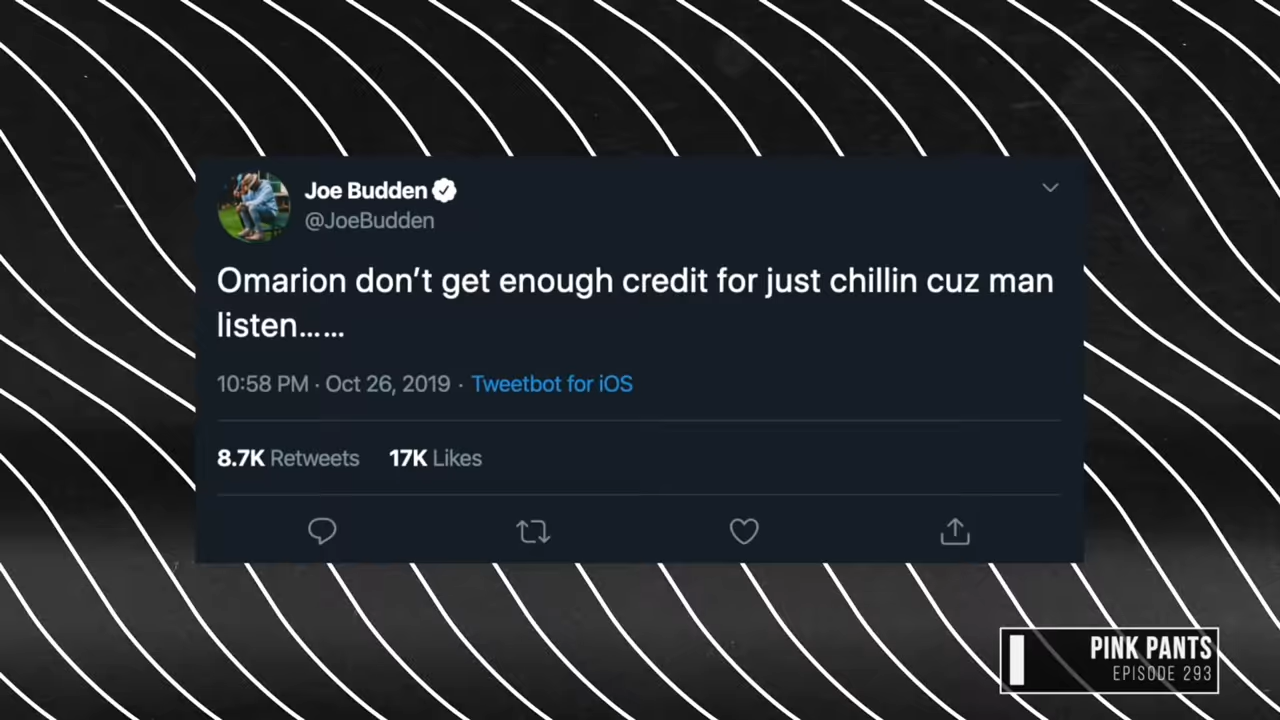 Joe Budden
@JoeBudden
Omarion don’t get enough credit for just chillin cuz man
listen......
10:58 PM · Oct 26, 2019 · Tweetbot for iOS
8.7K Retweets 17K Likes
PINK PANTS
EPISODE 293